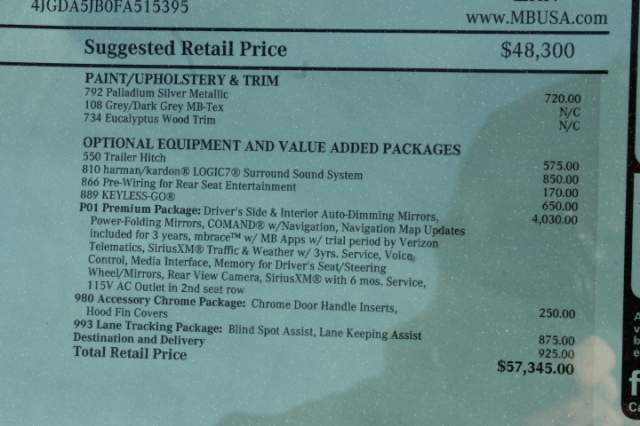 4JGDA5JB0FA515395
www.MBUSA.com
Suggested Retail Price $48,300
PAINT/UPHOLSTERY & TRIM
792 Palladium Silver Metallic 720.00
108 Grey/Dark Grey MB-Tex N/C
734 Eucalyptus Wood Trim N/C
OPTIONAL EQUIPMENT AND VALUE ADDED PACKAGES
550 Trailer Hitch 575.00
810 harman/kardon® LOGIC7® Surround Sound System 850.00
866 Pre-Wiring for Rear Seat Entertainment 170.00
889 KEYLESS-GO® 650.00
P01 Premium Package: Driver's Side & Interior Auto-Dimming Mirrors, 4,030.00
Power-Folding Mirrors, COMAND® w/Navigation, Navigation Map Updates
included for 3 years, mbrace™ w/ MB Apps w/ trial period by Verizon
Telematics, SiriusXM® Traffic & Weather w/ 3yrs. Service, Voice
Control, Media Interface, Memory for Driver's Seat/Steering
Wheel/Mirrors, Rear View Camera, SiriusXM® with 6 mos. Service,
115V AC Outlet in 2nd seat row
980 Accessory Chrome Package: Chrome Door Handle Inserts, 250.00
Hood Fin Covers
993 Lane Tracking Package: Blind Spot Assist, Lane Keeping Assist 875.00
Destination and Delivery 925.00
Total Retail Price $57,345.00